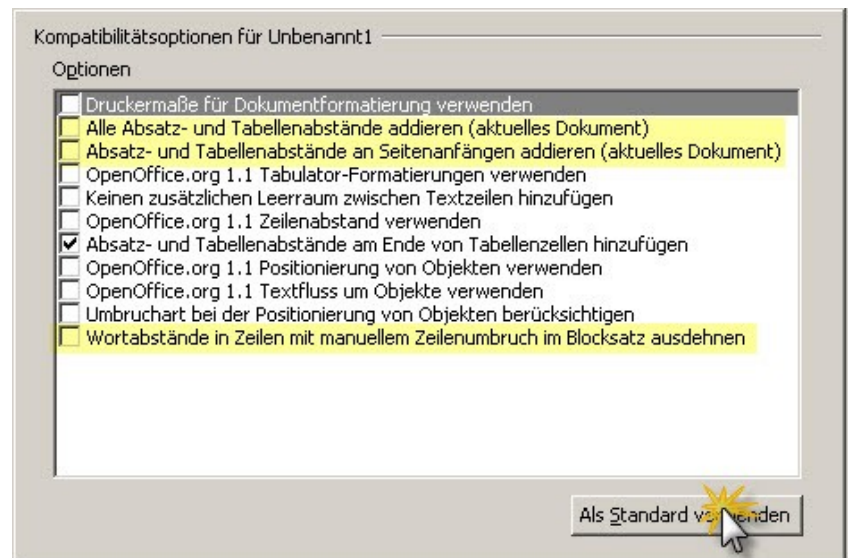 Kompatibilitätsoptionen für Unbenannt1
Optionen
Druckermaße für Dokumentformatierung verwenden
Alle Absatz- und Tabellenabstände addieren (aktuelles Dokument)
Absatz- und Tabellenabstände an Seitenanfängen addieren (aktuelles Dokument)
OpenOffice.org 1.1 Tabulator-Formatierungen verwenden
Keinen zusätzlichen Leerraum zwischen Textzeilen hinzufügen
OpenOffice.org 1.1 Zeilenabstand verwenden
Absatz- und Tabellenabstände am Ende von Tabellenzellen hinzufügen
OpenOffice.org 1.1 Positionierung von Objekten verwenden
OpenOffice.org 1.1 Textfluss um Objekte verwenden
Umbruchart bei der Positionierung von Objekten berücksichtigen
Wortabstände in Zeilen mit manuellem Zeilenumbruch im Blocksatz ausdehnen
Als Standard verwenden